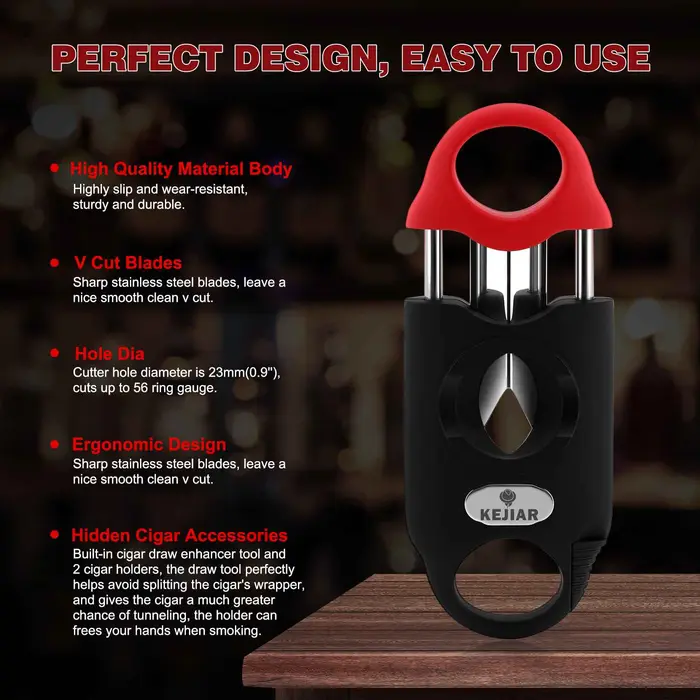 PERFECT DESIGN, EASY TO USE
High Quality Material Body
Highly slip and wear-resistant,
sturdy and durable.
V Cut Blades
Sharp stainless steel blades, leave a
nice smooth clean v cut.
Hole Dia
Cutter hole diameter is 23mm(0.9"),
cuts up to 56 ring gauge.
Ergonomic Design
Sharp stainless steel blades, leave a
nice smooth clean v cut.
Hidden Cigar Accessories
Built-in cigar draw enhancer tool and
2 cigar holders, the draw tool perfectly
helps avoid splitting the cigar's wrapper,
and gives the cigar a much greater
chance of tunneling, the holder can
frees your hands when smoking.
KEJIAR